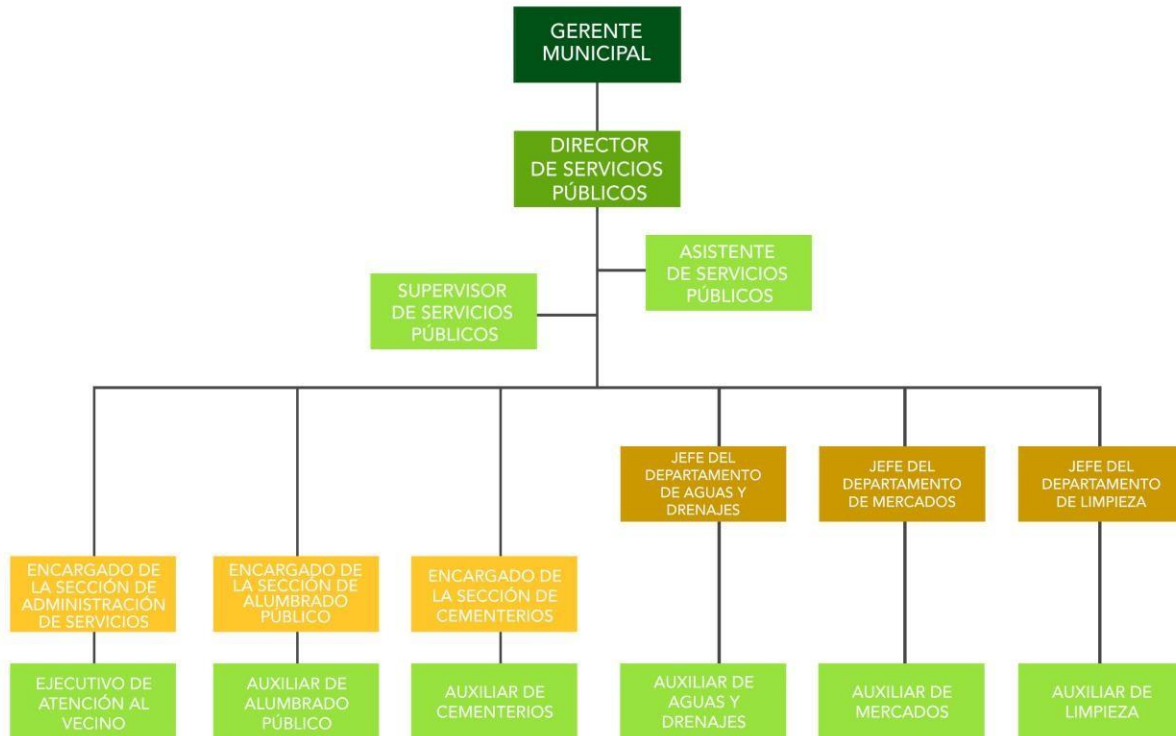 GERENTE
MUNICIPAL
DIRECTOR
DE SERVICIOS
PÚBLICOS
ASISTENTE
DE SERVICIOS
PÚBLICOS
SUPERVISOR
DE SERVICIOS
PÚBLICOS
JEFE DEL
DEPARTAMENTO
DE AGUAS Y
DRENAJES
JEFE DEL
DEPARTAMENTO
DE MERCADOS
JEFE DEL
DEPARTAMENTO
DE LIMPIEZA
ENCARGADO DE
LA SECCIÓN DE
ADMINISTRACIÓN
DE SERVICIOS
ENCARGADO DE
LA SECCIÓN DE
ALUMBRADO
PÚBLICO
ENCARGADO DE
LA SECCIÓN DE
CEMENTERIOS
EJECUTIVO DE
ATENCIÓN AL
VECINO
AUXILIAR DE
ALUMBRADO
PÚBLICO
AUXILIAR DE
CEMENTERIOS
AUXILIAR DE
AGUAS Y
DRENAJES
AUXILIAR DE
MERCADOS
AUXILIAR DE
LIMPIEZA